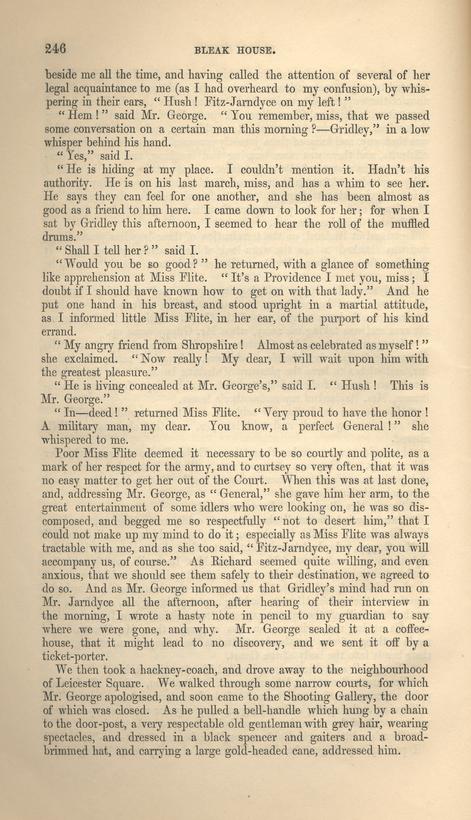 246 BLEAK HOUSE.
beside me all the time, and having called the attention of several of her
legal acquaintance to me (as I had overheard to my confusion), by whis-
pering in their ears, “ Hush ! Fitz-Jarndyce on my left ! ”
“ Hem ! ” said Mr. George. “ You remember, miss, that we passed
some conversation on a certain man this morning ?—Gridley,” in a low
whisper behind his hand.
“ Yes,” said I.
“ He is hiding at my place. I couldn't mention it. Hadn't his
authority. He is on his last march, miss, and has a whim to see her.
He says they can feel for one another, and she has been almost as
good as a friend to him here. I came down to look for her ; for when I
sat by Gridley this afternoon, I seemed to hear the roll of the muffled
drums.”
“ Shall I tell her ? ” said I.
“ Would you be so good ? ” he returned, with a glance of something
like apprehension at Miss Flite. “ It's a Providence I met you, miss ; I
doubt if I should have known how to get on with that lady.” And he
put one hand in his breast, and stood upright in a martial attitude,
as I informed little Miss Flite, in her ear, of the purport of his kind
errand.
“ My angry friend from Shropshire ! Almost as celebrated as myself ! ”
she exclaimed. “ Now really ! My dear, I will wait upon him with
the greatest pleasure.”
“ He is living concealed at Mr. George's,” said I. “ Hush ! This is
Mr. George.”
“ In—deed ! ” returned Miss Flite. “ Very proud to have the honor !
A military man, my dear. You know, a perfect General ! ” she
whispered to me.
Poor Miss Flite deemed it necessary to be so courtly and polite, as a
mark of her respect for the army, and to curtsey so very often, that it was
no easy matter to get her out of the Court. When this was at last done,
and, addressing Mr. George, as “ General,” she gave him her arm, to the
great entertainment of some idlers who were looking on, he was so dis-
composed, and begged me so respectfully “ not to desert him,” that I
could not make up my mind to do it ; especially as Miss Flite was always
tractable with me, and as she too said, “ Fitz-Jarndyce, my dear, you will
accompany us, of course.” As Richard seemed quite willing, and even
anxious, that we should see them safely to their destination, we agreed to
do so. And as Mr. George informed us that Gridley's mind had run on
Mr. Jarndyce all the afternoon, after hearing of their interview in
the morning, I wrote a hasty note in pencil to my guardian to say
where we were gone, and why. Mr. George sealed it at a coffee-
house, that it might lead to no discovery, and we sent it off by a
ticket-porter.
We then took a hackney-coach, and drove away to the neighbourhood
of Leicester Square. We walked through some narrow courts, for which
Mr. George apologised, and soon came to the Shooting Gallery, the door
of which was closed. As he pulled a bell-handle which hung by a chain
to the door-post, a very respectable old gentleman with grey hair, wearing
spectacles, and dressed in a black spencer and gaiters and a broad-
brimmed hat, and carrying a large gold-headed cane, addressed him.